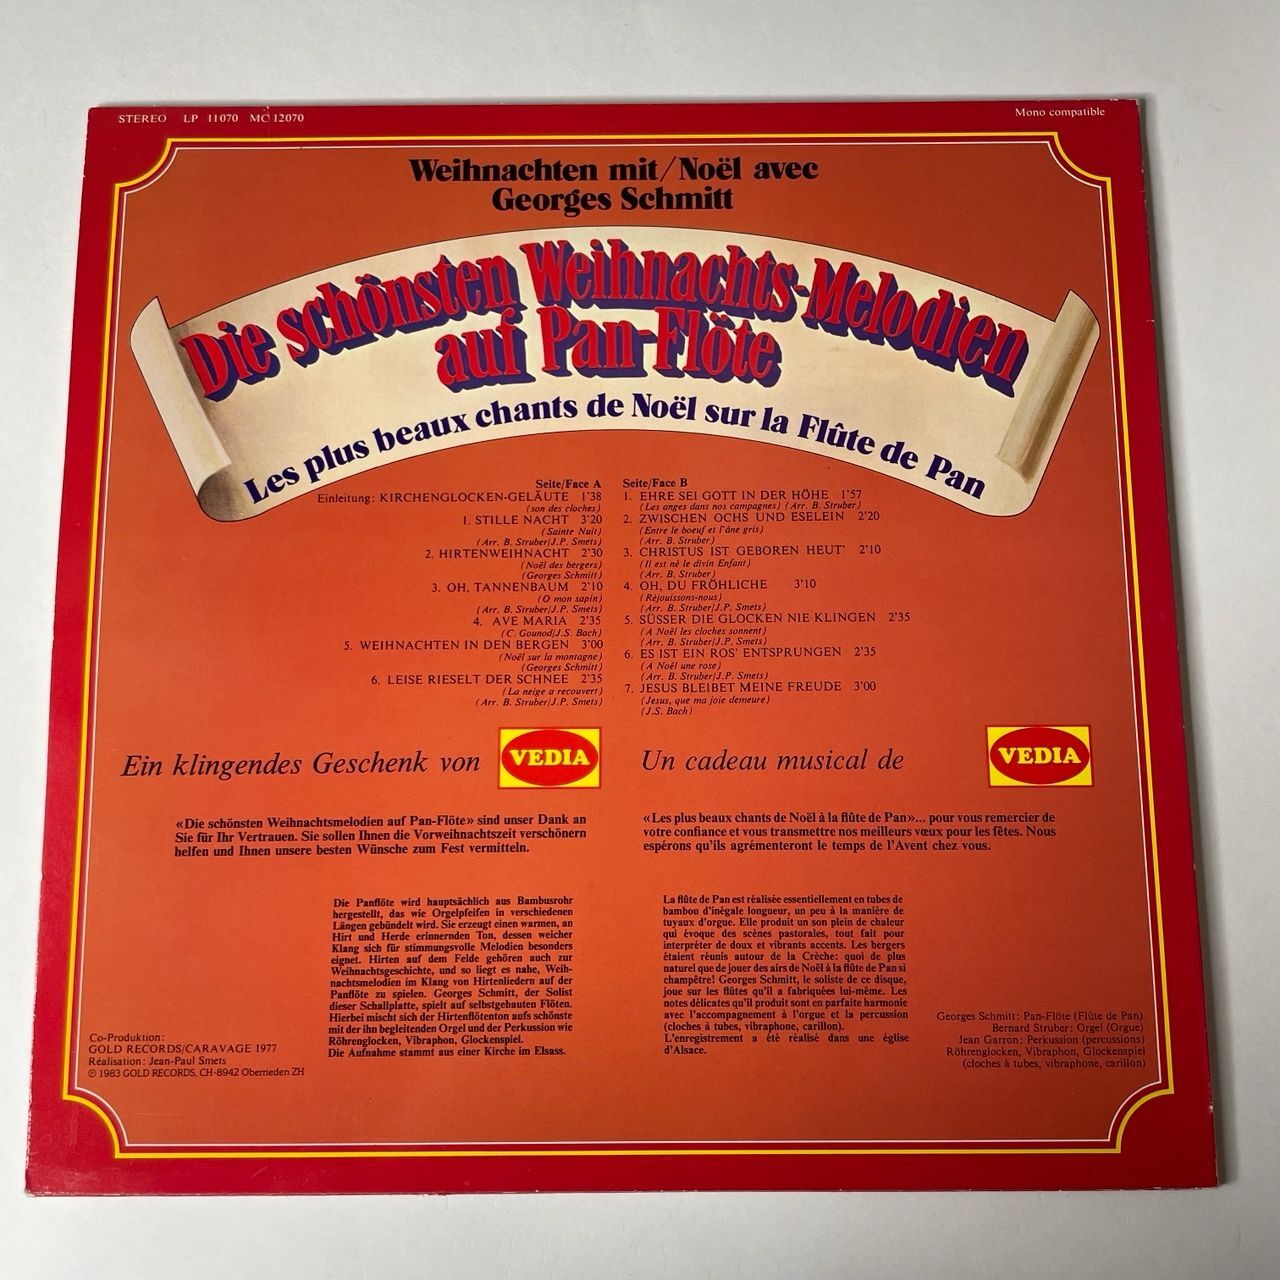 STEREO LP 11070 MC 12070
Mono compatible
Weihnachten mit/Noël avec
Georges Schmitt
Die schönsten Weihnachts-Melodien
auf Pan-Flöte
Les plus beaux chants de Noël sur la Flûte de Pan
Seite/Face A
Einleitung: KIRCHENGLOCKEN-GELÄUTE 1'38
(son des cloches)
1. STILLE NACHT 3'20
(Sainte Nuit)
(Arr. B. Struber/J.P. Smets)
2. HIRTENWEIHNACHT 2'30
(Noël des bergers)
(Georges Schmitt)
3. OH, TANNENBAUM 2'10
(O mon sapin)
(Arr. B. Struber/J.P. Smets)
4. AVE MARIA 2'35
(C. Gounod/J.S. Bach)
5. WEIHNACHTEN IN DEN BERGEN 3'00
(Noël sur la montagne)
(Georges Schmitt)
6. LEISE RIESELT DER SCHNEE 2'35
(La neige a recouvert)
(Arr. B. Struber/J.P. Smets)
Seite/Face B
1. EHRE SEI GOTT IN DER HÖHE 1'57
(Les anges dans nos campagnes) (Arr. B. Struber)
2. ZWISCHEN OCHS UND ESELEIN 2'20
(Entre le boeuf et l'âne gris)
(Arr. B. Struber)
3. CHRISTUS IST GEBOREN HEUT' 2'10
(Il est né le divin Enfant)
(Arr. B. Struber)
4. OH, DU FRÖHLICHE 3'10
(Réjouissons-nous)
(Arr. B. Struber/J.P. Smets)
5. SÜSSER DIE GLOCKEN NIE KLINGEN 2'35
(A Noël les cloches sonnent)
(Arr. B. Struber/J.P. Smets)
6. ES IST EIN ROS' ENTSPRUNGEN 2'35
(A Noël une rose)
(Arr. B. Struber/J.P. Smets)
7. JESUS BLEIBET MEINE FREUDE 3'00
(Jesus, que ma joie demeure)
(J.S. Bach)
Ein klingendes Geschenk von VEDIA
Un cadeau musical de VEDIA
«Die schönsten Weihnachtsmelodien auf Pan-Flöte» sind unser Dank an
Sie für Ihr Vertrauen. Sie sollen Ihnen die Vorweihnachtszeit verschönern
helfen und Ihnen unsere besten Wünsche zum Fest vermitteln.
«Les plus beaux chants de Noël à la flûte de Pan»... pour vous remercier de
votre confiance et vous transmettre nos meilleurs vœux pour les fêtes. Nous
espérons qu'ils agrémenteront le temps de l'Avent chez vous.
Die Panflöte wird hauptsächlich aus Bambusrohr
hergestellt, das wie Orgelpfeifen in verschiedenen
Längen gebündelt wird. Sie erzeugt einen warmen, an
Hirt und Herde erinnernden Ton, dessen weicher
Klang sich für stimmungsvolle Melodien besonders
eignet. Hirten auf dem Felde gehören auch zur
Weihnachtsgeschichte, und so liegt es nahe, Weih-
nachtsmelodien im Klang von Hirtenliedern auf der
Panflöte zu spielen. Georges Schmitt, der Solist
dieser Schallplatte, spielt auf selbstgebauten Flöten.
Hierbei mischt sich der Hirtenflötenton aufs schönste
mit der ihn begleitenden Orgel und der Perkussion wie
Röhrenglocken, Vibraphon, Glockenspiel.
Die Aufnahme stammt aus einer Kirche im Elsass.
La flûte de Pan est réalisée essentiellement en tubes de
bambou d'inégale longueur, un peu à la manière de
tuyaux d'orgue. Elle produit un son plein de chaleur
qui évoque des scènes pastorales, tout fait pour
interpréter de doux et vibrants accents. Les bergers
étaient réunis autour de la Crèche: quoi de plus
naturel que de jouer des airs de Noël à la flûte de Pan si
champêtre! Georges Schmitt, le soliste de ce disque,
joue sur les flûtes qu'il a fabriquées lui-même. Les
notes délicates qu'il produit sont en parfaite harmonie
avec l'accompagnement à l'orgue et la percussion
(cloches à tubes, vibraphone, carillon).
L'enregistrement a été réalisé dans une église
d'Alsace.
Co-Produktion:
GOLD RECORDS/CARAVAGE 1977
Réalisation: Jean-Paul Smets
℗ 1983 GOLD RECORDS, CH-8942 Oberrieden ZH
Georges Schmitt: Pan-Flöte (Flûte de Pan)
Bernard Struber: Orgel (Orgue)
Jean Garron: Perkussion (percussions)
Röhrenglocken, Vibraphon, Glockenspiel
(cloches à tubes, vibraphone, carillon)